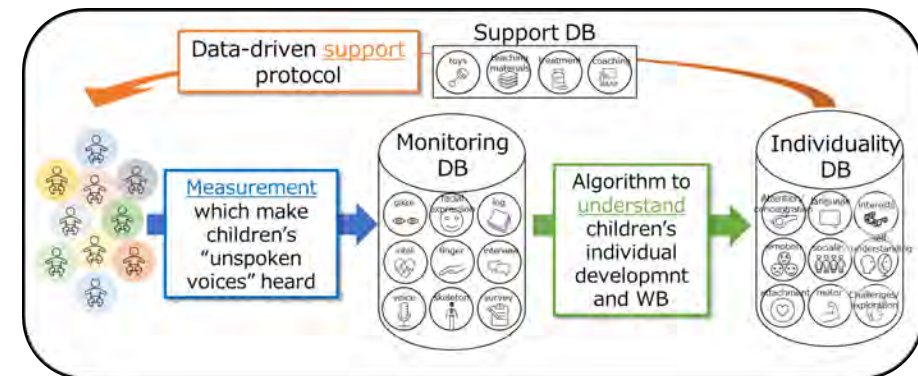 Data-driven support
protocol
Support DB
toys
teaching
materials
treatment
coaching
Measurement
which make
children's
"unspoken
voices" heard
Monitoring
DB
gaze
facial
expression
log
vital
finger
interview
voice
skeleton
survey
Algorithm to
understand
children's
individual
developmnt
and WB
Individuality
DB
Attention/
concentration
language
interests
emotion
social
self
understanding
attachment
motor
Challenges/
exploration